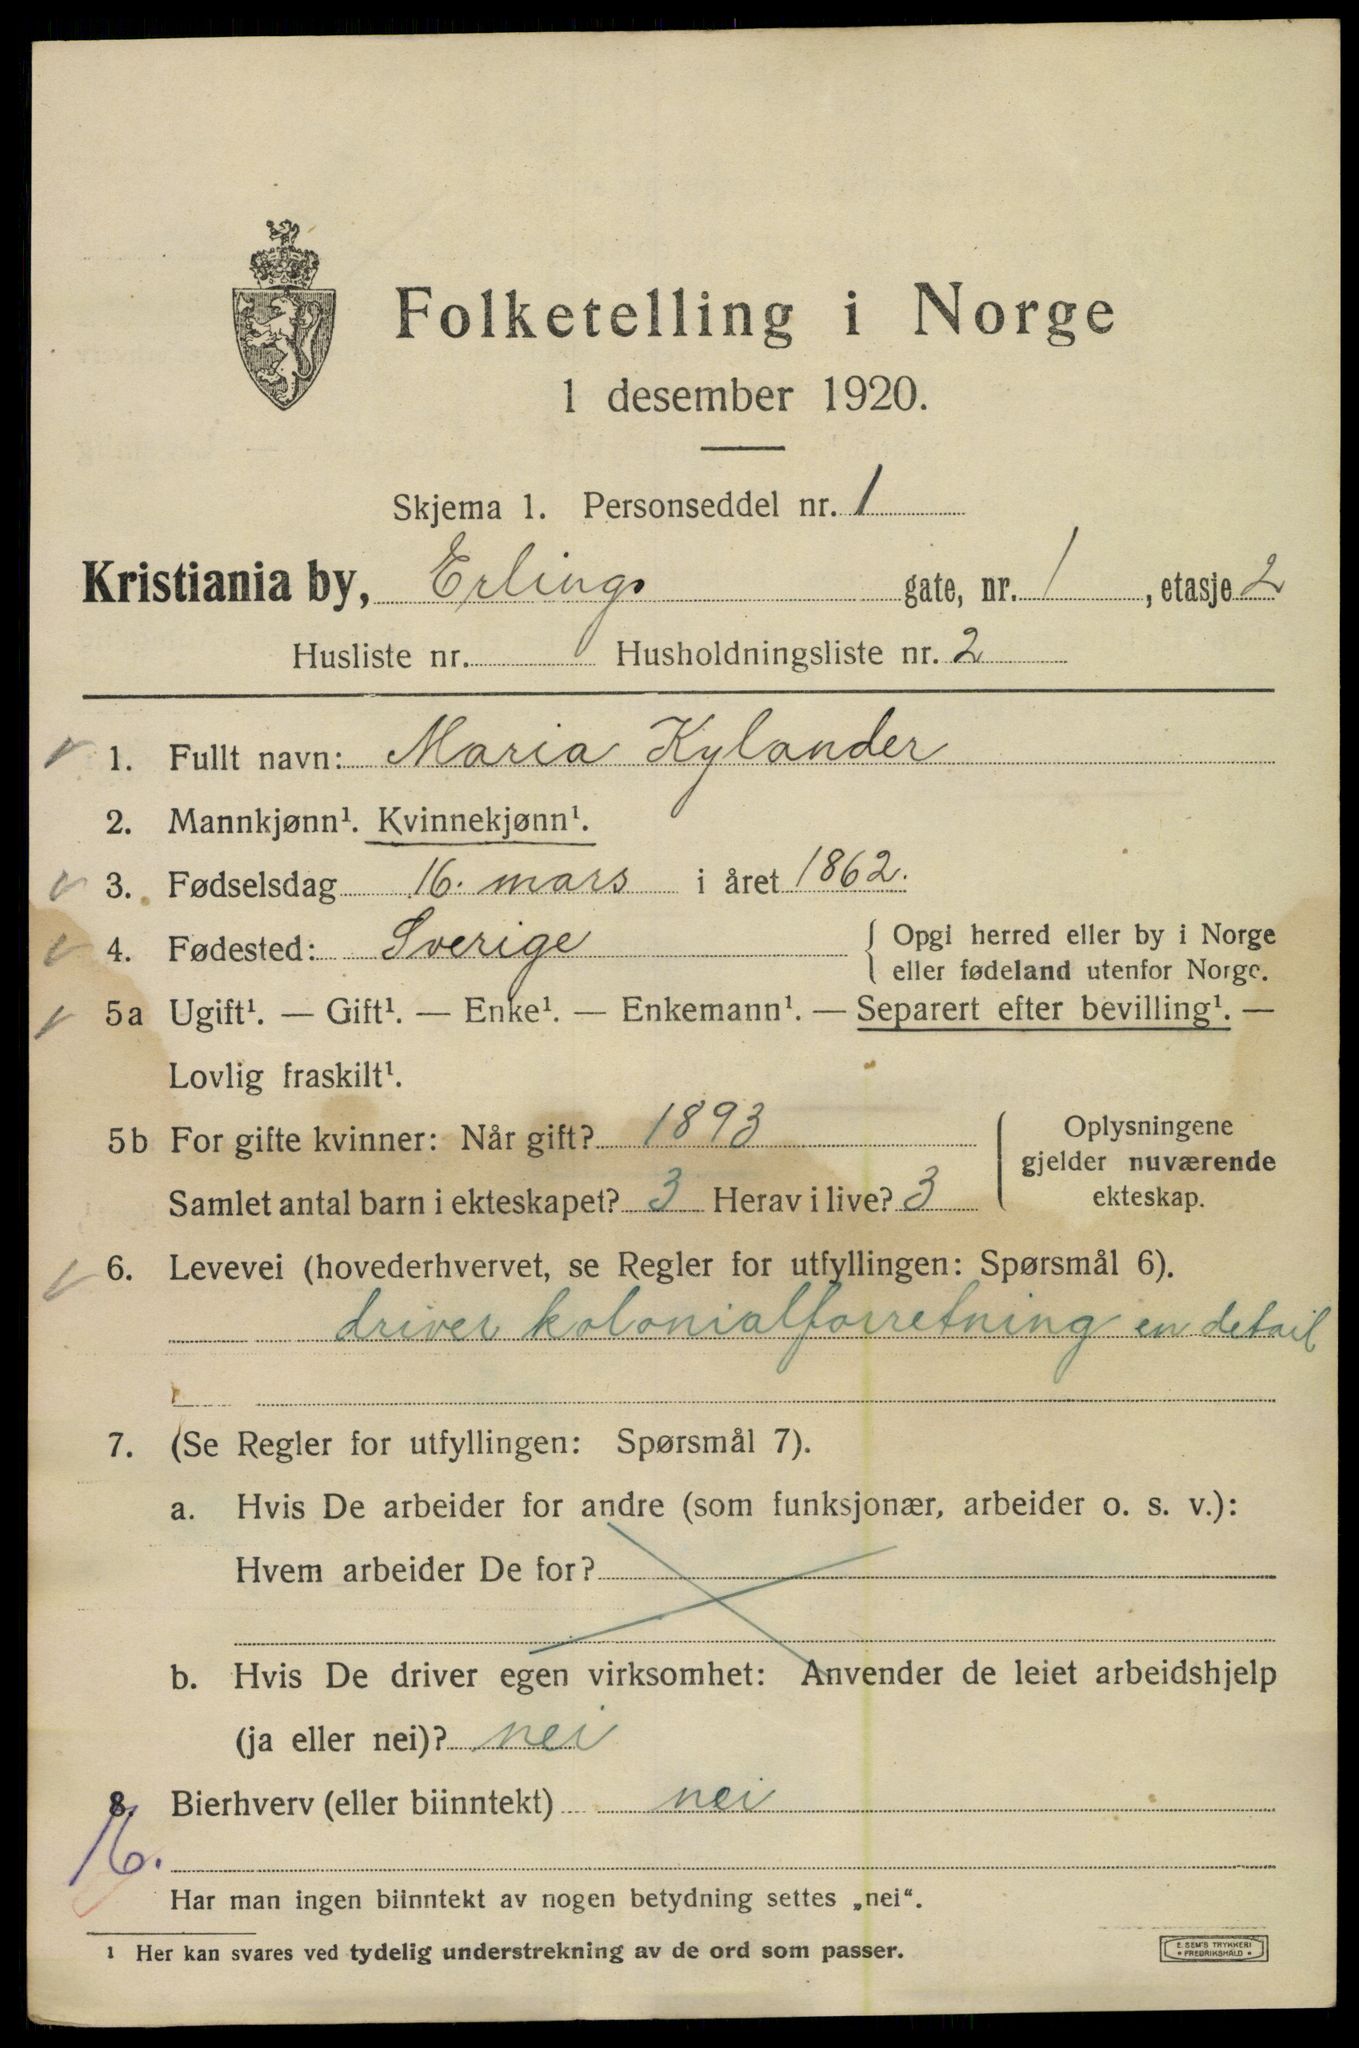 Folketelling i Norge
1 desember 1920.
Skjema 1. Personseddel nr. 1
Kristiania by, Erlings gate, nr. 1, etasje 2
Husliste nr. Husholdningsliste nr. 2
1. Fullt navn: Maria Kylander
2. Mannkjønn¹. Kvinnekjønn¹.
3. Fødselsdag 16. mars i året 1862.
4. Fødested: Sverige { Opgi herred eller by i Norge
eller fødeland utenfor Norge.
5a Ugift¹. — Gift¹. — Enke¹. — Enkemann¹. — Separert efter bevilling¹. —
Lovlig fraskilt¹.
5b For gifte kvinner: Når gift? 1893
Samlet antal barn i ekteskapet? 3 Herav i live? 3
Oplysningene
gjelder nuværende
ekteskap.
6. Levevei (hovederhvervet, se Regler for utfyllingen: Spørsmål 6).
driver kolonialforretning en detail
7. (Se Regler for utfyllingen: Spørsmål 7).
a. Hvis De arbeider for andre (som funksjonær, arbeider o. s. v.):
Hvem arbeider De for?
b. Hvis De driver egen virksomhet: Anvender de leiet arbeidshjelp
(ja eller nei)? nei
8. Bierhverv (eller biinntekt) nei
Har man ingen biinntekt av nogen betydning settes „nei“.
1 Her kan svares ved tydelig understrekning av de ord som passer.
E. SEM'S TRYKKERI
• FREDRIKSHALD •